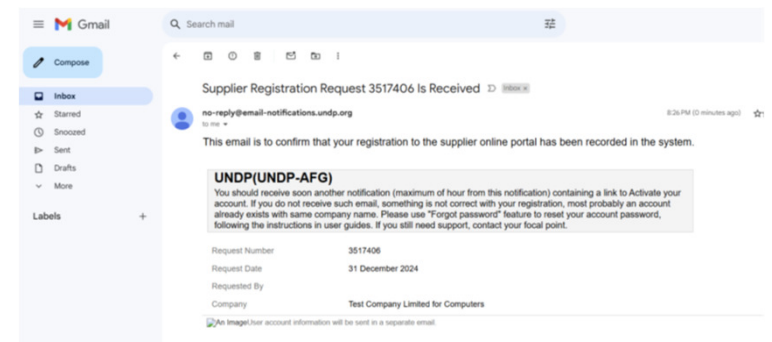 Gmail
Search mail
Compose
Inbox
Starred
Snoozed
Sent
Drafts
More
Labels
Supplier Registration Request 3517406 Is Received
Inbox x
no-reply@email-notifications.undp.org
8:26 PM (0 minutes ago)
to me
This email is to confirm that your registration to the supplier online portal has been recorded in the system.
UNDP(UNDP-AFG)
You should receive soon another notification (maximum of hour from this notification) containing a link to Activate your
account. If you do not receive such email, something is not correct with your registration, most probably an account
already exists with same company name. Please use "Forgot password" feature to reset your account password,
following the instructions in user guides. If you still need support, contact your focal point.
Request Number 3517406
Request Date 31 December 2024
Requested By
Company Test Company Limited for Computers
An ImageUser account information will be sent in a separate email.